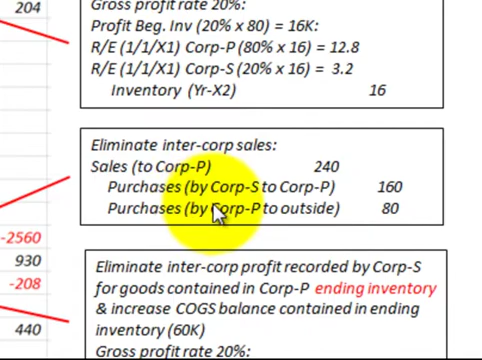 204
Gross profit rate 20%:
Profit Beg. Inv (20% x 80) = 16K:
R/E (1/1/X1) Corp-P (80% x 16) = 12.8
R/E (1/1/X1) Corp-S (20% x 16) = 3.2
Inventory (Yr-X2) 16
Eliminate inter-corp sales:
Sales (to Corp-P) 240
Purchases (by Corp-S to Corp-P) 160
Purchases (by Corp-P to outside) 80
-2560
930
-208
440
Eliminate inter-corp profit recorded by Corp-S
for goods contained in Corp-P ending inventory
& increase COGS balance contained in ending
inventory (60K)
Gross profit rate 20%: